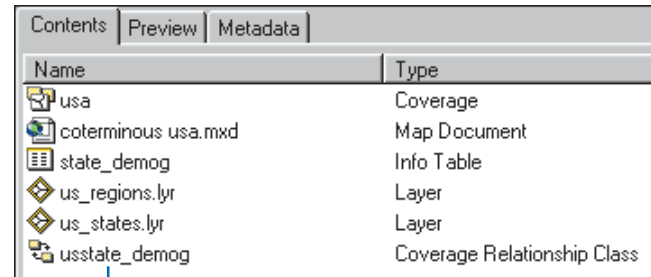 Contents Preview Metadata
Name Type
usa Coverage
coterminous usa.mxd Map Document
state_demog Info Table
us_regions.lyr Layer
us_states.lyr Layer
usstate_demog Coverage Relationship Class